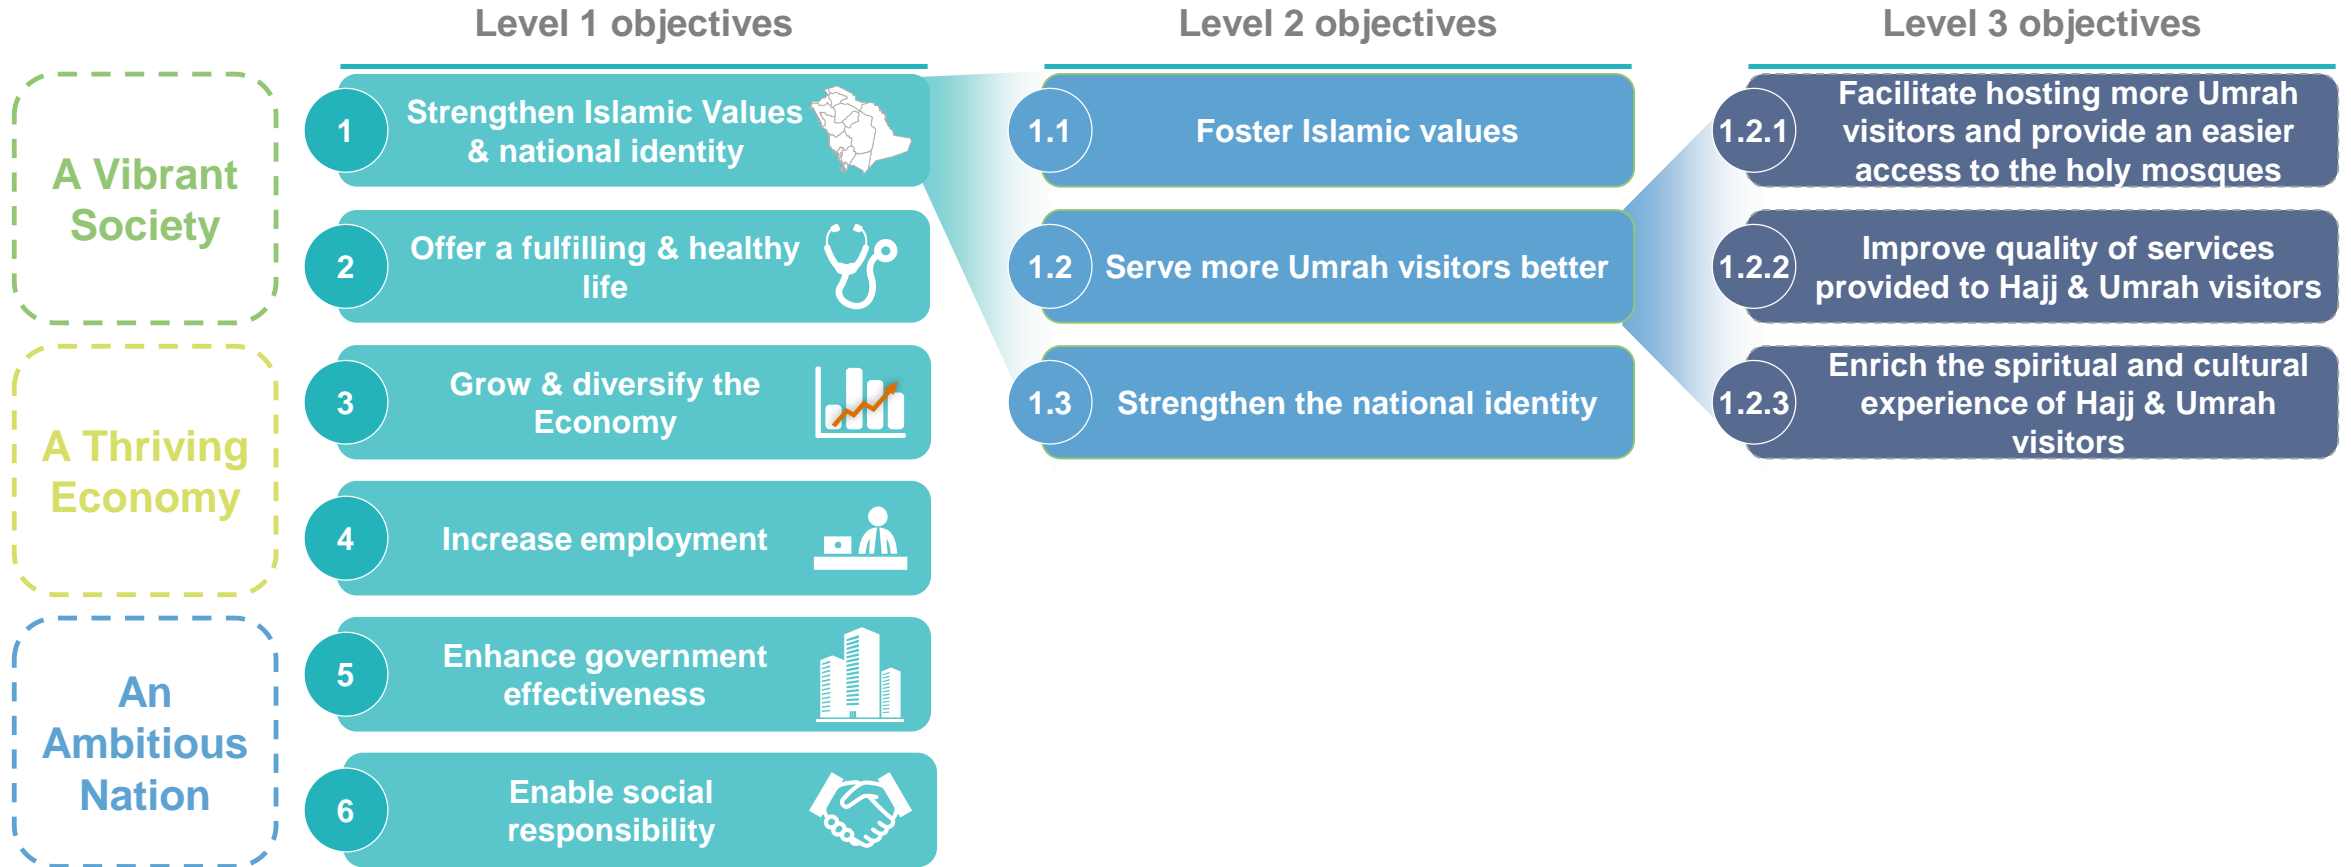 Level 1 objectives
Level 2 objectives
Level 3 objectives
A Vibrant
Society
A Thriving
Economy
An
Ambitious
Nation
1
Strengthen Islamic Values
& national identity
2
Offer a fulfilling & healthy
life
3
Grow & diversify the
Economy
4
Increase employment
5
Enhance government
effectiveness
6
Enable social
responsibility
1.1
Foster Islamic values
1.2
Serve more Umrah visitors better
1.3
Strengthen the national identity
1.2.1
Facilitate hosting more Umrah
visitors and provide an easier
access to the holy mosques
1.2.2
Improve quality of services
provided to Hajj & Umrah visitors
1.2.3
Enrich the spiritual and cultural
experience of Hajj & Umrah
visitors